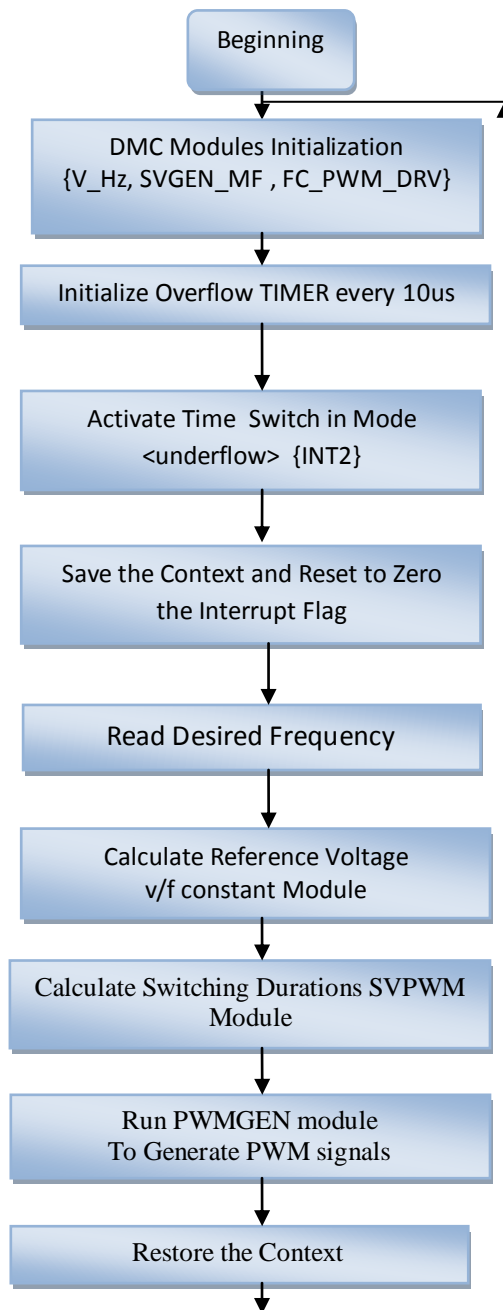 Beginning
DMC Modules Initialization
{V_Hz, SVGEN_MF , FC_PWM_DRV}
Initialize Overflow TIMER every 10us
Activate Time Switch in Mode
<underflow> {INT2}
Save the Context and Reset to Zero
the Interrupt Flag
Read Desired Frequency
Calculate Reference Voltage
v/f constant Module
Calculate Switching Durations SVPWM
Module
Run PWMGEN module
To Generate PWM signals
Restore the Context